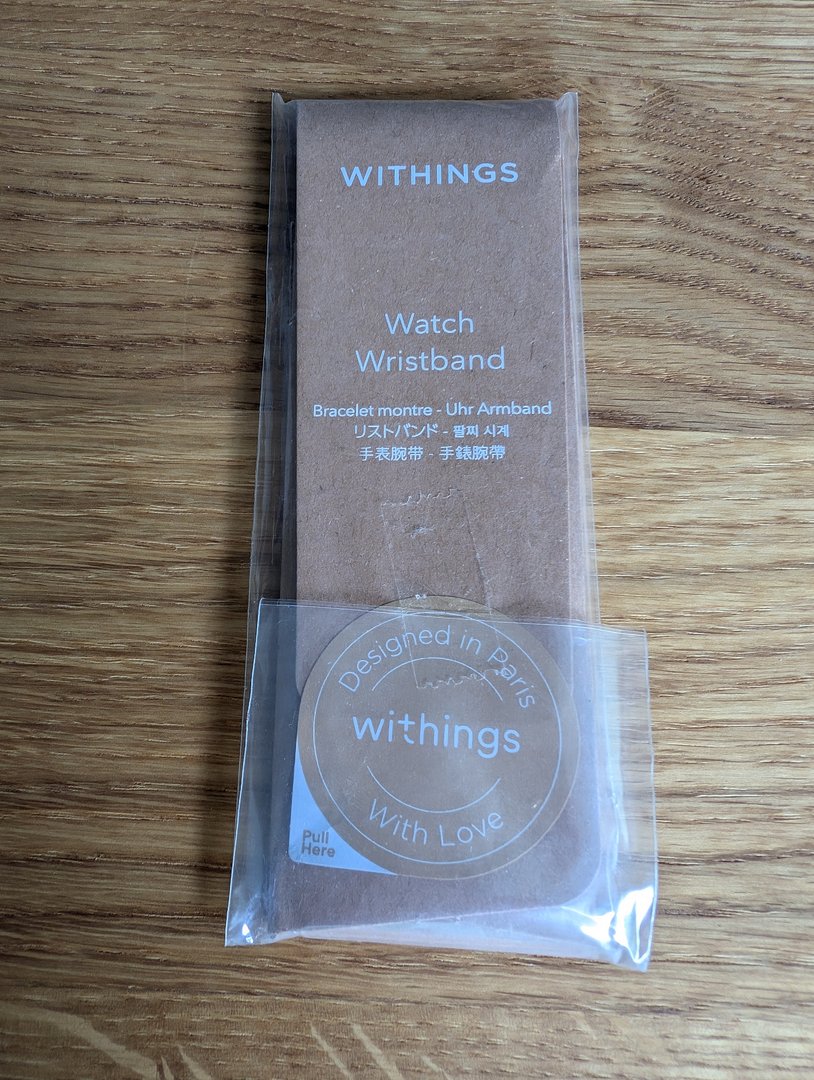 WITHINGS
Watch
Wristband
Bracelet montre - Uhr Armband
リストバンド - 팔찌 시계
手表腕带 - 手錶腕帶
Designed in Paris
withings
With Love
Pull
Here